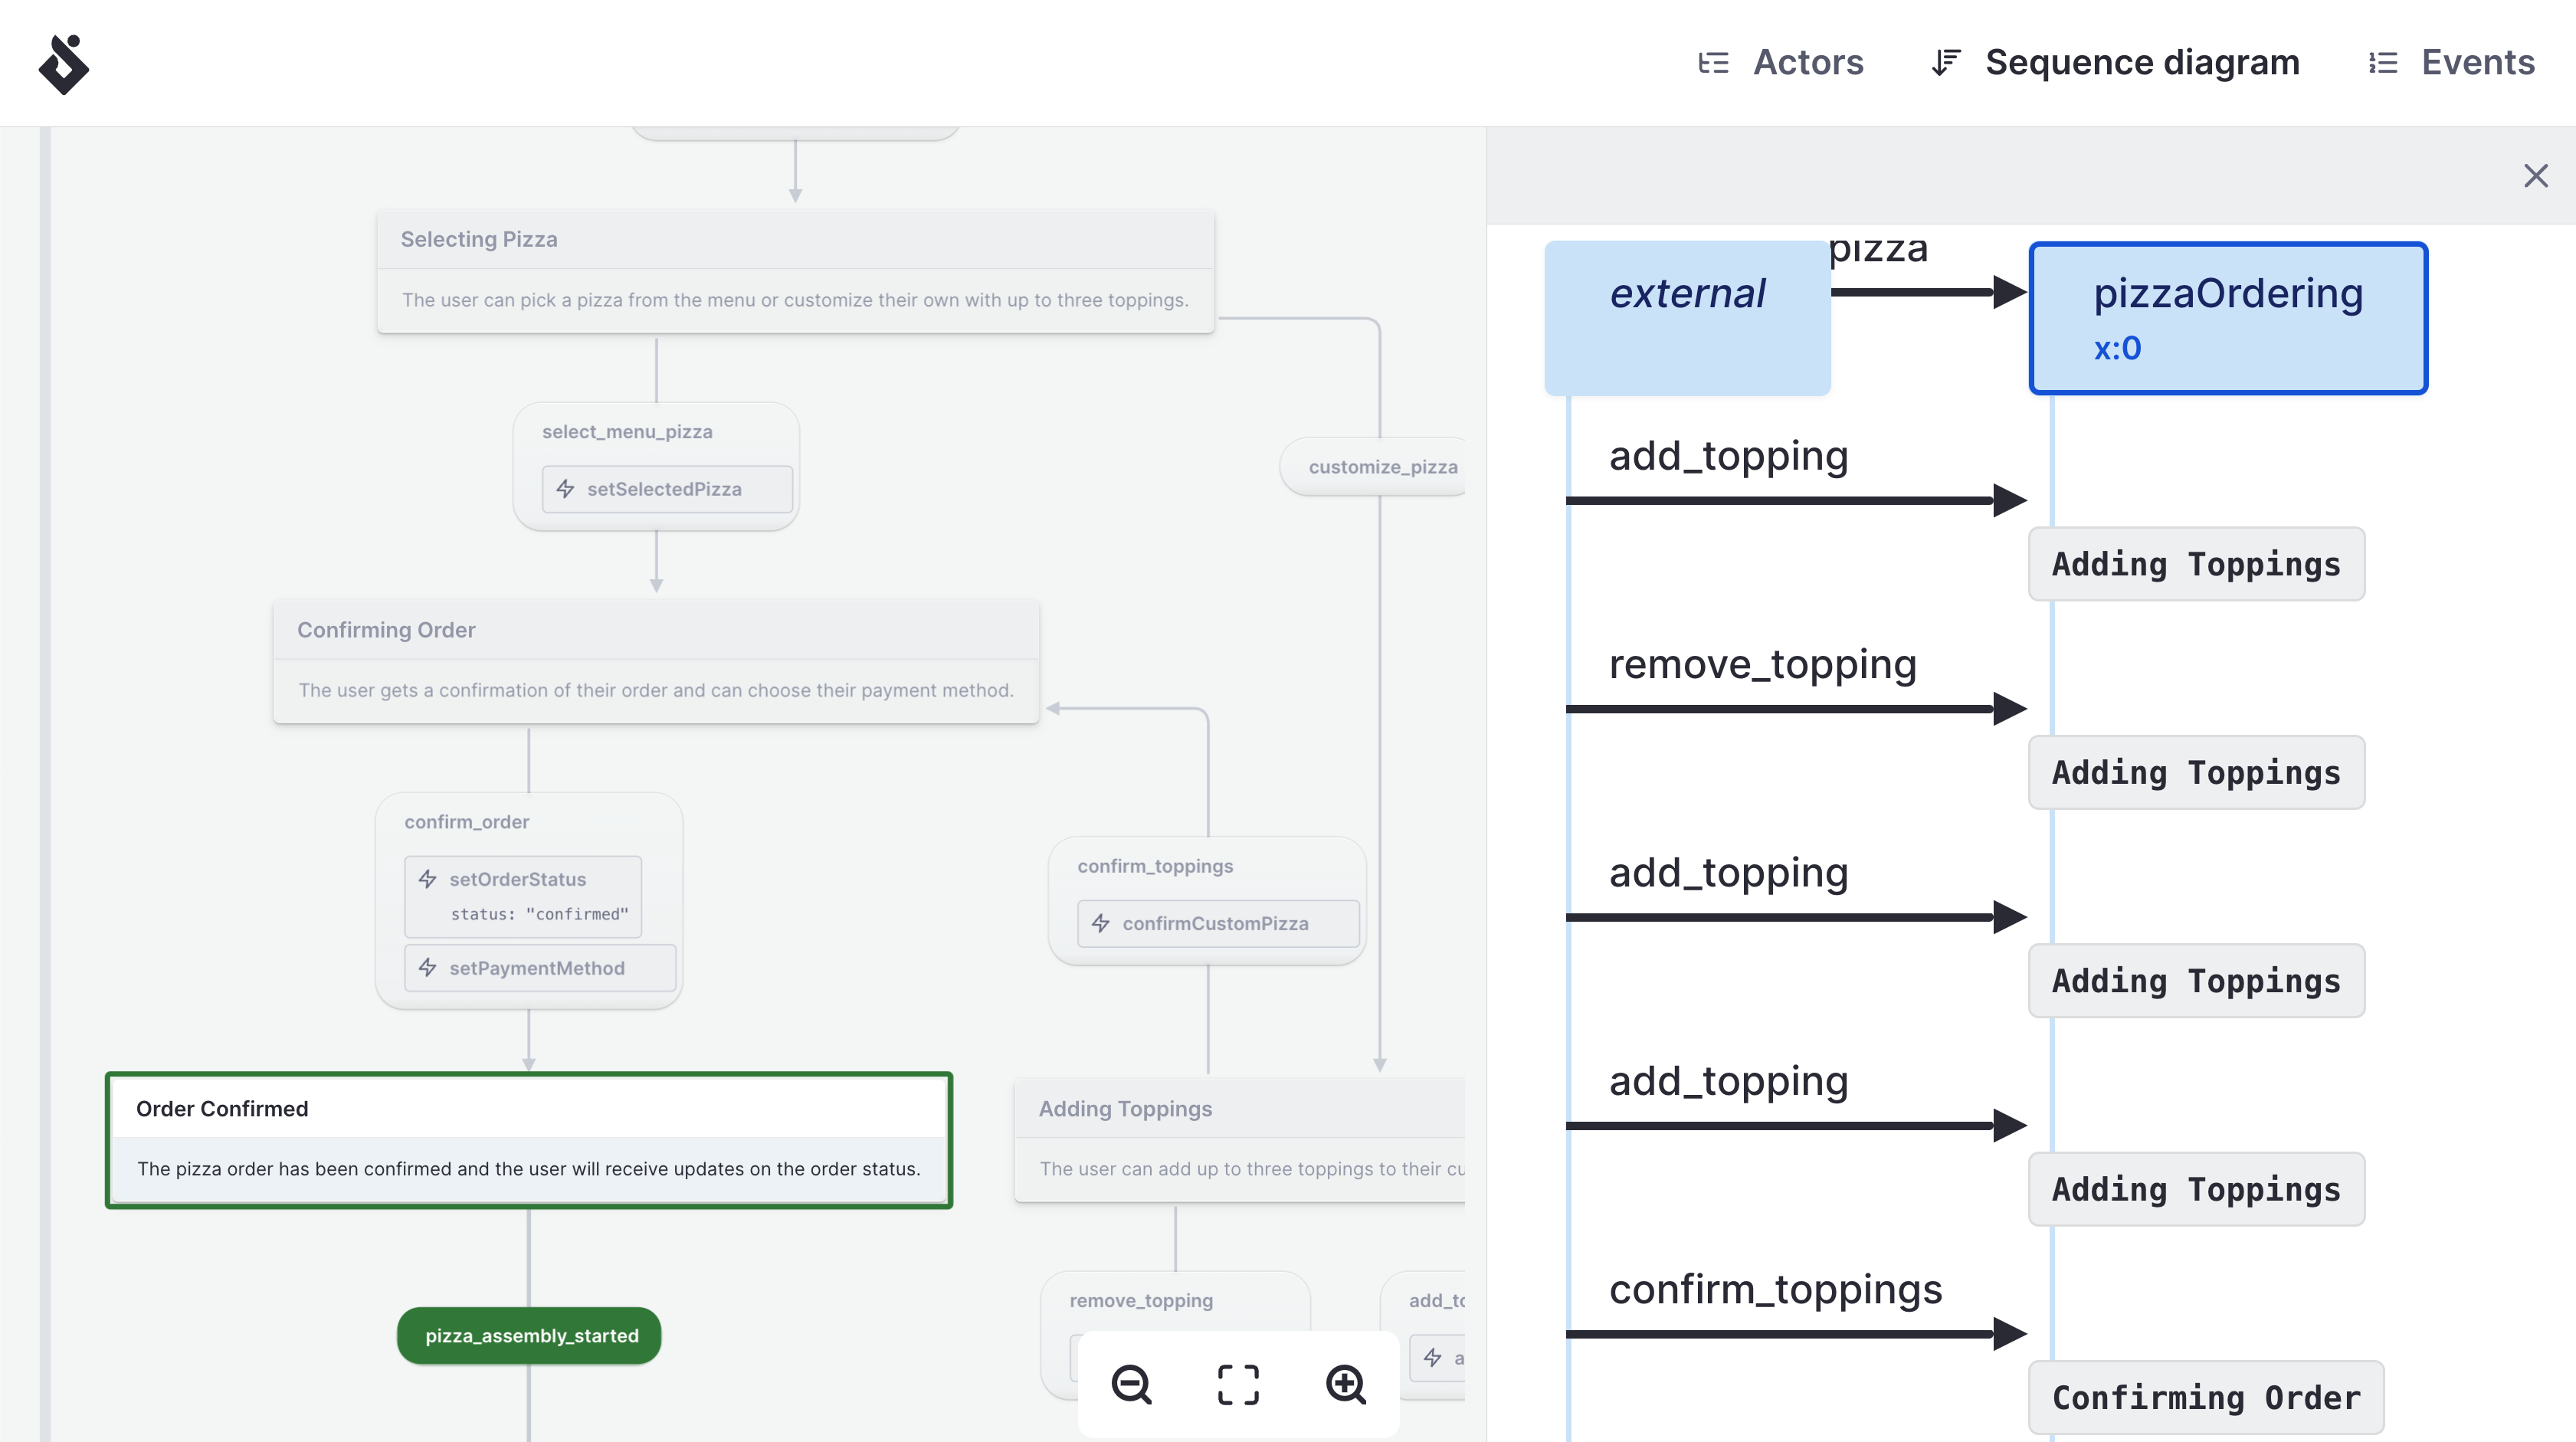 Actors
Sequence diagram
Events
Selecting Pizza
The user can pick a pizza from the menu or customize their own with up to three toppings.
select_menu_pizza
setSelectedPizza
customize_pizza
Confirming Order
The user gets a confirmation of their order and can choose their payment method.
confirm_order
setOrderStatus
status: "confirmed"
setPaymentMethod
confirm_toppings
confirmCustomPizza
Order Confirmed
The pizza order has been confirmed and the user will receive updates on the order status.
Adding Toppings
The user can add up to three toppings to their cu
pizza_assembly_started
remove_topping
add_to
a
pizza
external
pizzaOrdering
x:0
add_topping
Adding Toppings
remove_topping
Adding Toppings
add_topping
Adding Toppings
add_topping
Adding Toppings
confirm_toppings
Confirming Order